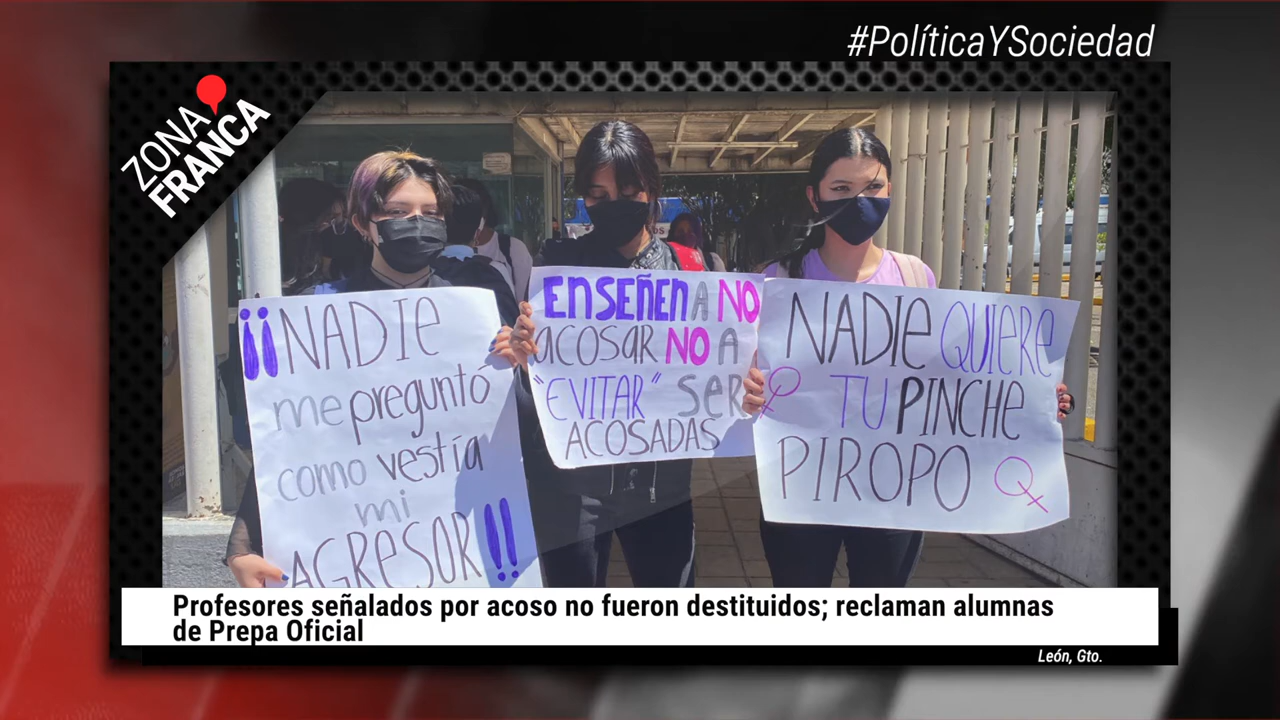 #PolíticaYSociedad
ZONA
FRANCA
¡¡NADIE
me preguntó
como vestía
mi
AGRESOR!!
ENSEÑEN A NO
acosar NO A
"EVITAR" SER
ACOSADAS
NADIE QUIERE
TU PINCHE
PIROPO
Profesores señalados por acoso no fueron destituidos; reclaman alumnas
de Prepa Oficial
León, Gto.